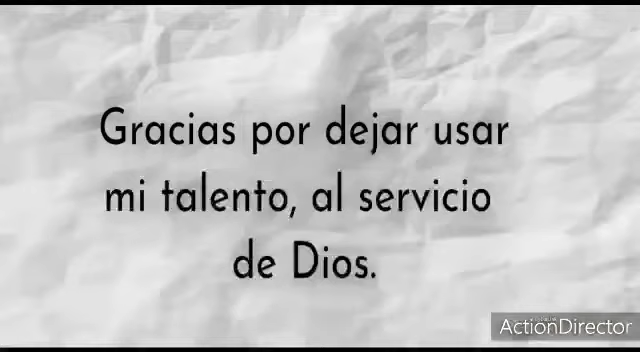 Gracias por dejar usar
mi talento, al servicio
de Dios.
ActionDirector